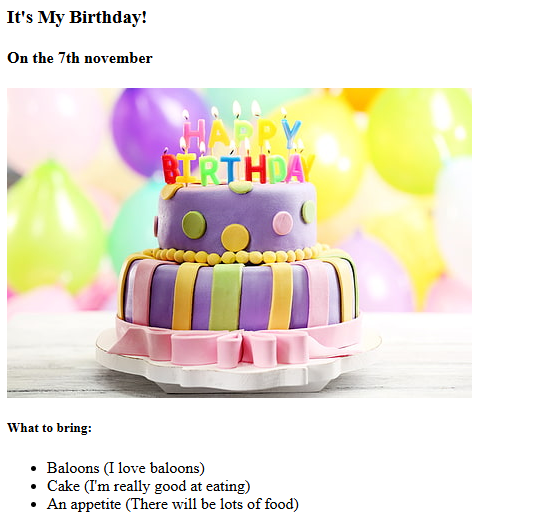 It's My Birthday!
On the 7th november
HAPPY
BIRTHDAY
What to bring:
Baloons (I love baloons)
Cake (I'm really good at eating)
An appetite (There will be lots of food)